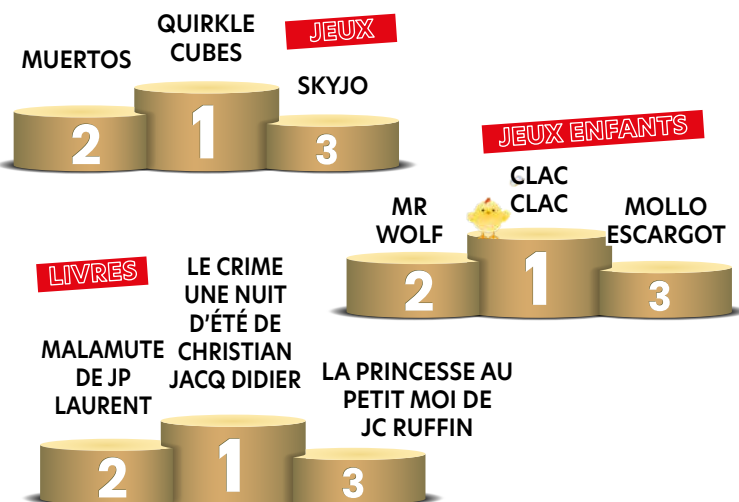 JEUX
QUIRKLE
CUBES
MUERTOS
SKYJO
1
2
3
JEUX ENFANTS
CLAC
CLAC
MR
WOLF
MOLLO
ESCARGOT
1
2
3
LIVRES
LE CRIME
UNE NUIT
D'ÉTÉ DE
CHRISTIAN
JACQ DIDIER
MALAMUTE
DE JP
LAURENT
LA PRINCESSE AU
PETIT MOI DE
JC RUFFIN
1
2
3